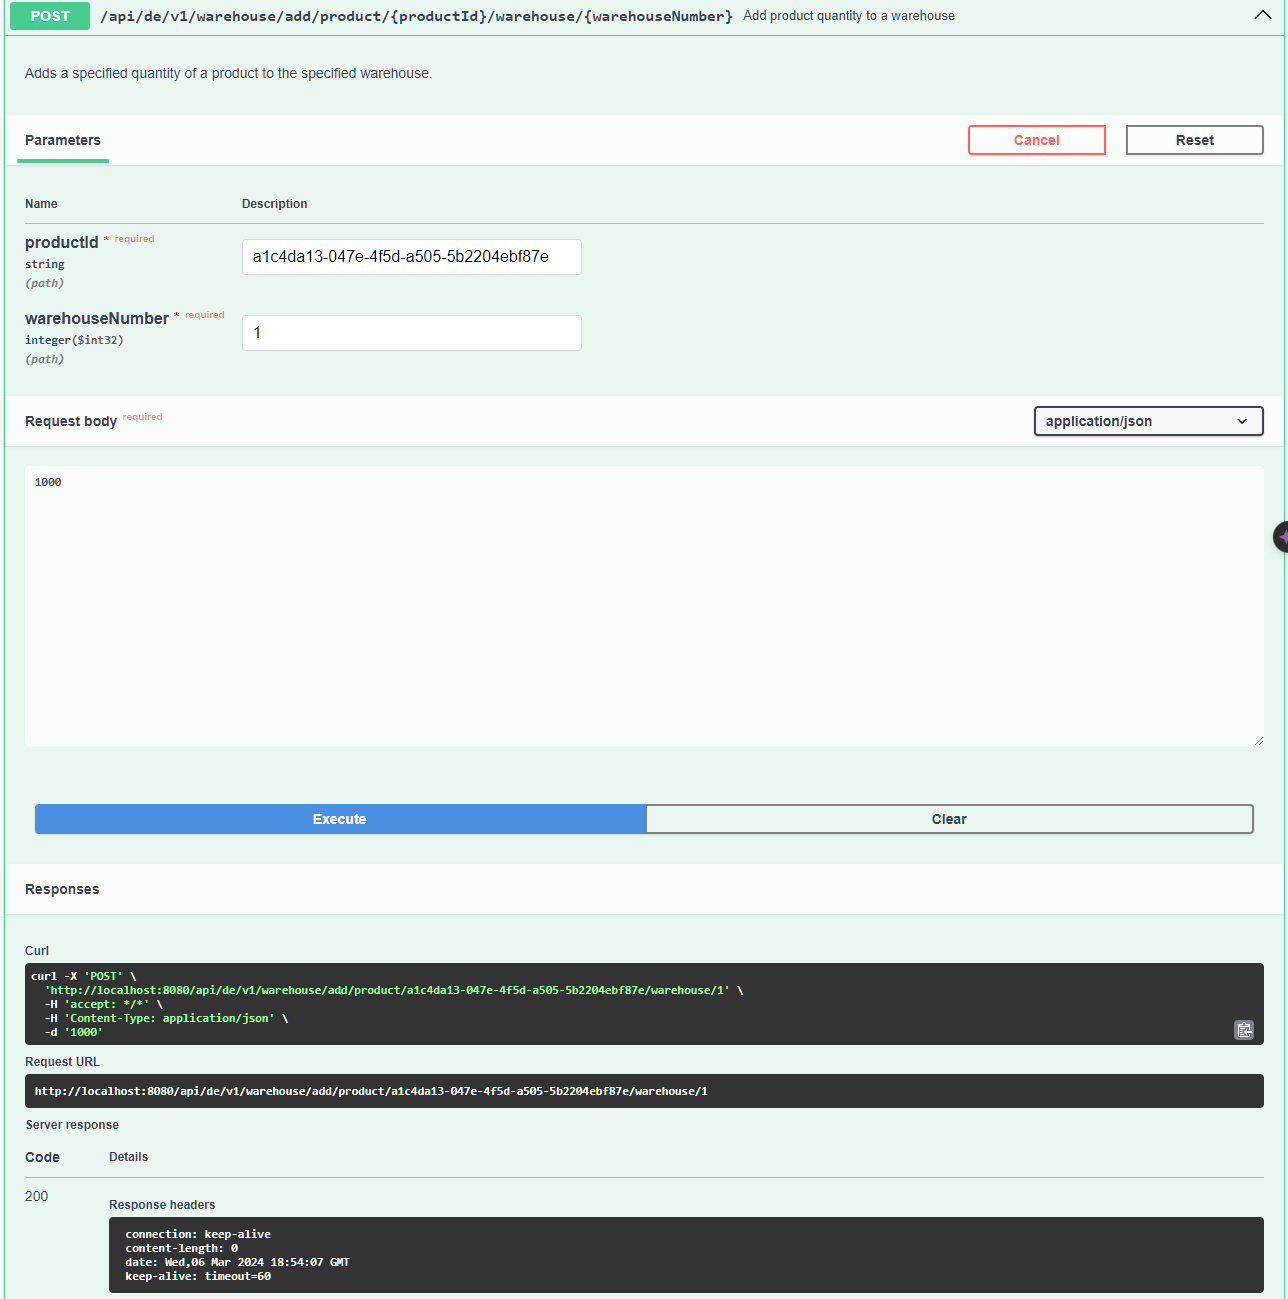 POST /api/de/v1/warehouse/add/product/{productId}/warehouse/{warehouseNumber} Add product quantity to a warehouse
Adds a specified quantity of a product to the specified warehouse.
Parameters
Cancel
Reset
Name Description
productId * required
string
(path)
a1c4da13-047e-4f5d-a505-5b2204ebf87e
warehouseNumber * required
integer($int32)
(path)
1
Request body required
application/json
1000
Execute
Clear
Responses
Curl
curl -X 'POST' \
'http://localhost:8080/api/de/v1/warehouse/add/product/a1c4da13-047e-4f5d-a505-5b2204ebf87e/warehouse/1' \
-H 'accept: */*' \
-H 'Content-Type: application/json' \
-d '1000'
Request URL
http://localhost:8080/api/de/v1/warehouse/add/product/a1c4da13-047e-4f5d-a505-5b2204ebf87e/warehouse/1
Server response
Code Details
200
Response headers
connection: keep-alive
content-length: 0
date: Wed,06 Mar 2024 18:54:07 GMT
keep-alive: timeout=60